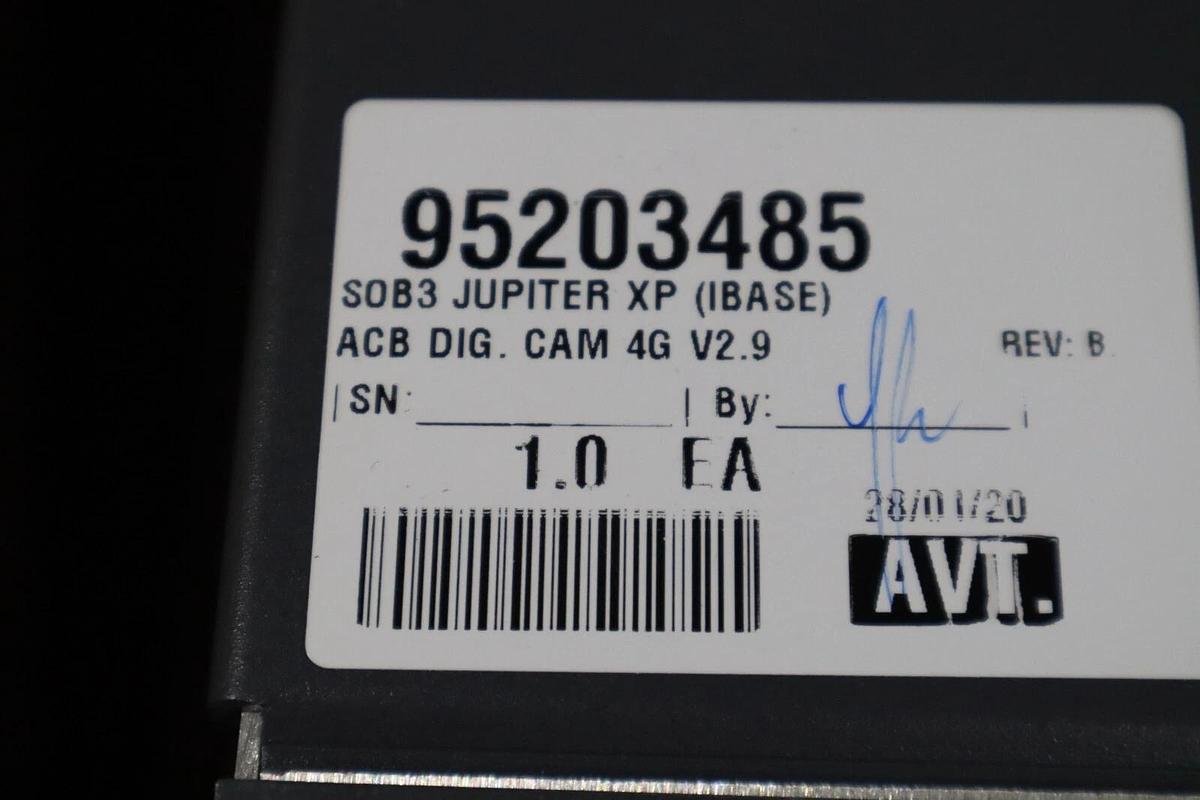 95203485
SOB3 JUPITER XP (IBASE)
ACB DIG. CAM 4G V2.9 REV: B
SN: By:
1.0 EA
28/01/20
AVT.